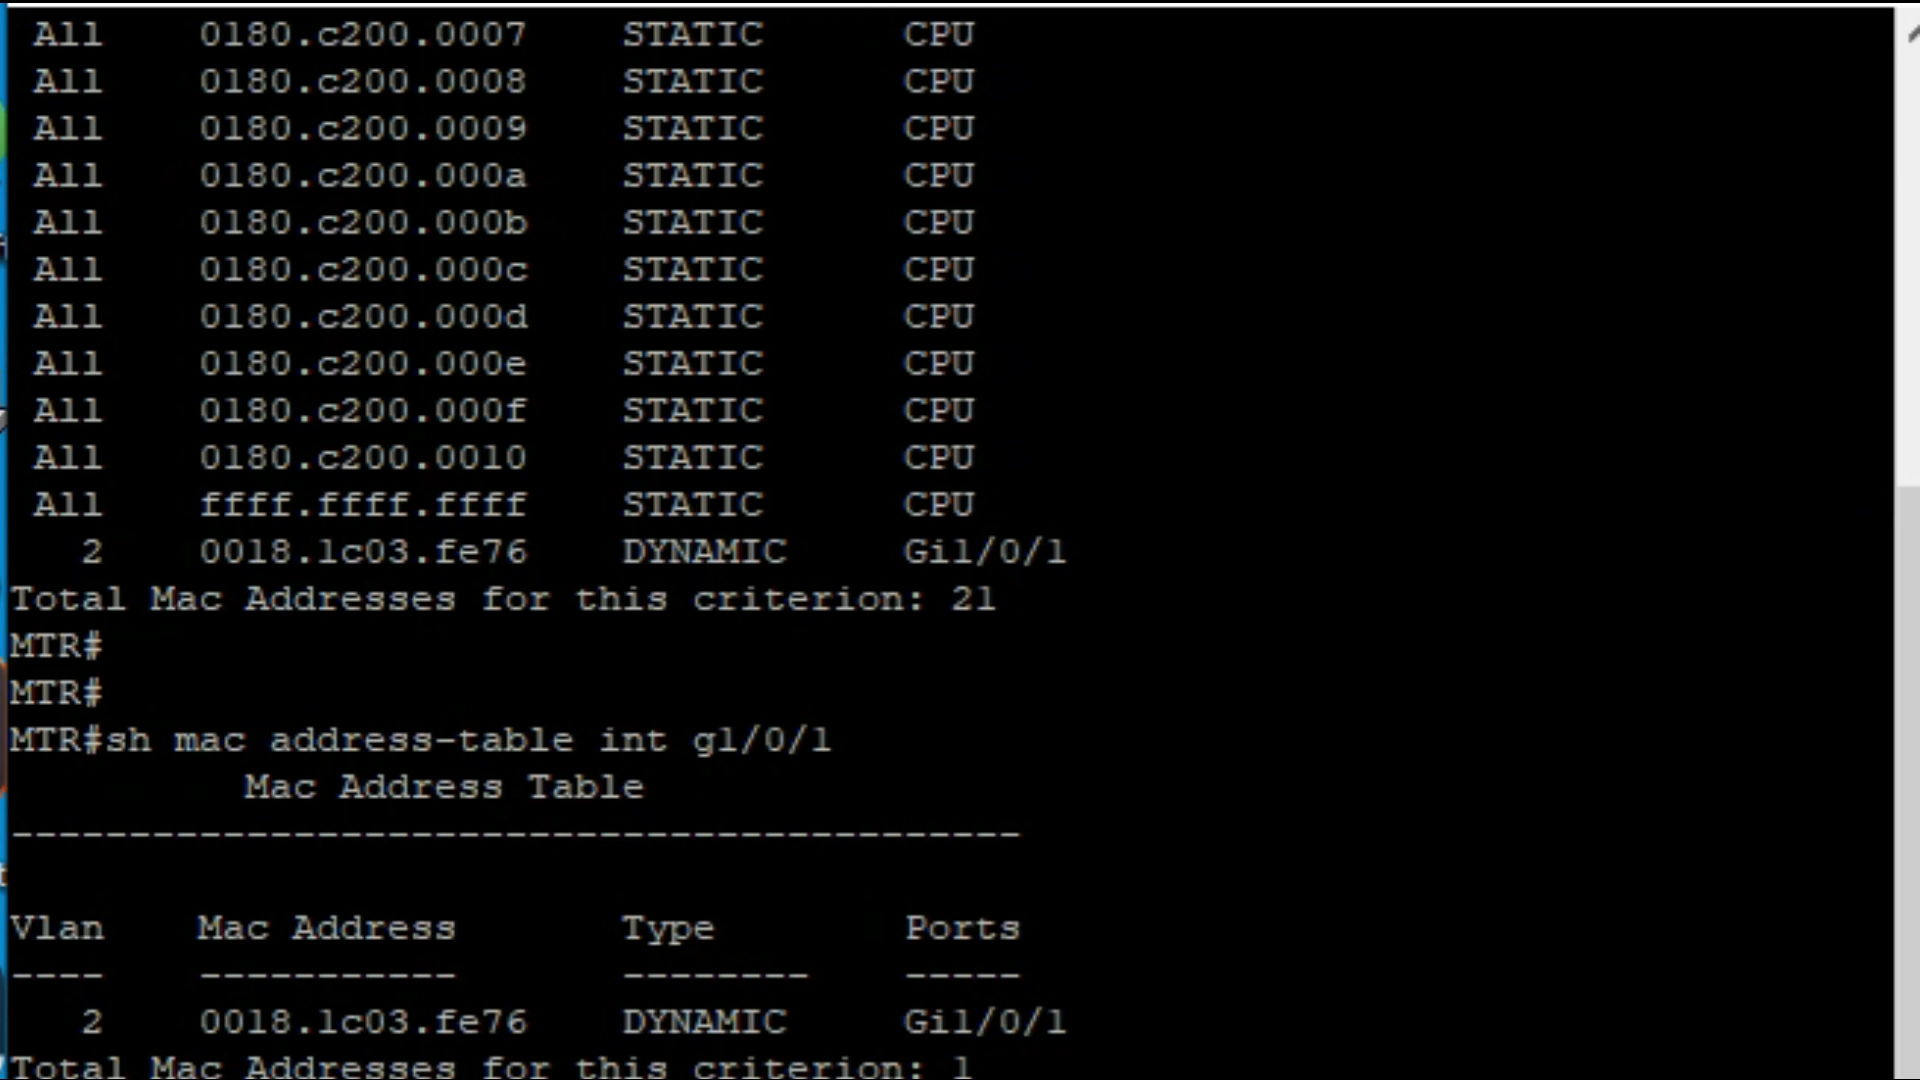 All 0180.c200.0007 STATIC CPU
All 0180.c200.0008 STATIC CPU
All 0180.c200.0009 STATIC CPU
All 0180.c200.000a STATIC CPU
All 0180.c200.000b STATIC CPU
All 0180.c200.000c STATIC CPU
All 0180.c200.000d STATIC CPU
All 0180.c200.000e STATIC CPU
All 0180.c200.000f STATIC CPU
All 0180.c200.0010 STATIC CPU
All ffff.ffff.ffff STATIC CPU
2 0018.1c03.fe76 DYNAMIC Gi1/0/1
Total Mac Addresses for this criterion: 21
MTR#
MTR#
MTR#sh mac address-table int g1/0/1
Mac Address Table
-------------------------------------------
Vlan Mac Address Type Ports
---- ----------- -------- -----
2 0018.1c03.fe76 DYNAMIC Gi1/0/1
Total Mac Addresses for this criterion: 1